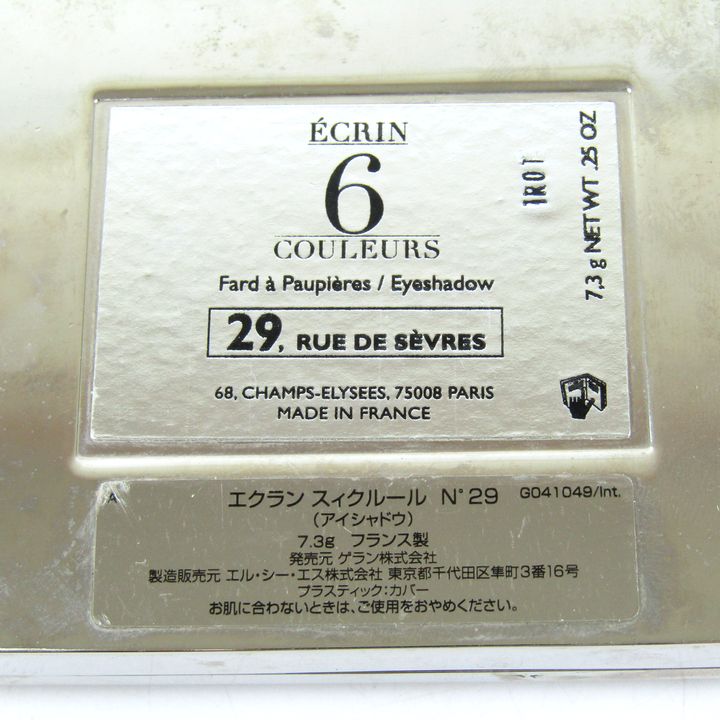 ÉCRIN
6
COULEURS
Fard à Paupières / Eyeshadow
29, RUE DE SÈVRES
68, CHAMPS-ELYSEES, 75008 PARIS
MADE IN FRANCE
1R01
7,3 g NET WT .25 OZ
A
エクラン スィクルール N°29 G041049/Int.
(アイシャドウ)
7.3g フランス製
発売元 ゲラン株式会社
製造販売元 エル・シー・エス株式会社 東京都千代田区隼町3番16号
プラスティック:カバー
お肌に合わないときは、ご使用をおやめください。